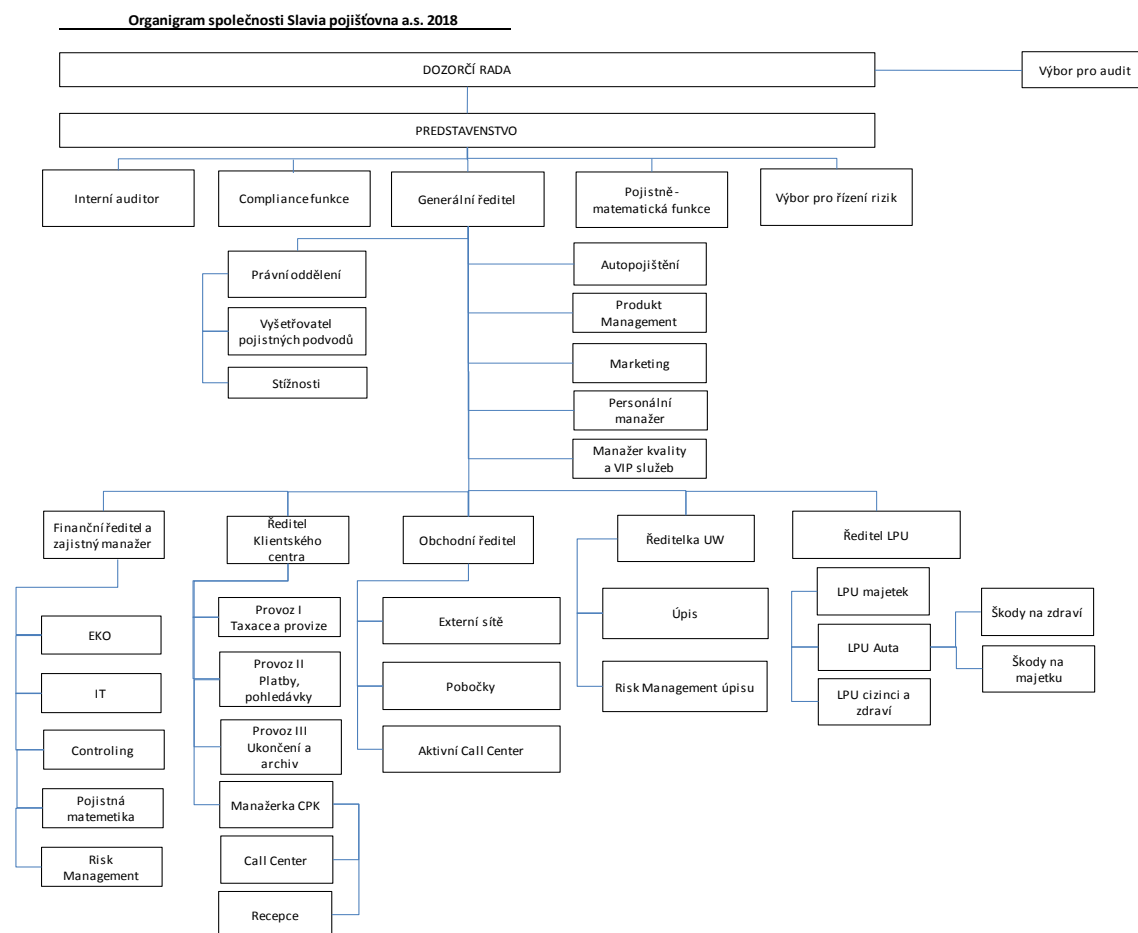 Organigram společnosti Slavia pojišťovna a.s. 2018
DOZORČÍ RADA
Výbor pro audit
PREDSTAVENSTVO
Interní auditor
Compliance funkce
Generální ředitel
Pojistně-
matematická funkce
Výbor pro řízení rizik
Právní oddělení
Vyšetřovatel
pojistných podvodů
Stížnosti
Autopojištění
Produkt
Management
Marketing
Personální
manažer
Manažer kvality
a VIP služeb
Finanční ředitel a
zajistný manažer
Ředitel
Klientského
centra
Obchodní ředitel
Ředitelka UW
Ředitel LPU
EKO
IT
Controling
Pojistná
matemetika
Risk
Management
Provoz I
Taxace a provize
Provoz II
Platby,
pohledávky
Provoz III
Ukončení a
archiv
Manažerka CPK
Call Center
Recepce
Externí sítě
Pobočky
Aktivní Call Center
Úpis
Risk Management úpisu
LPU majetek
LPU Auta
LPU cizinci a
zdraví
Škody na zdraví
Škody na
majetku